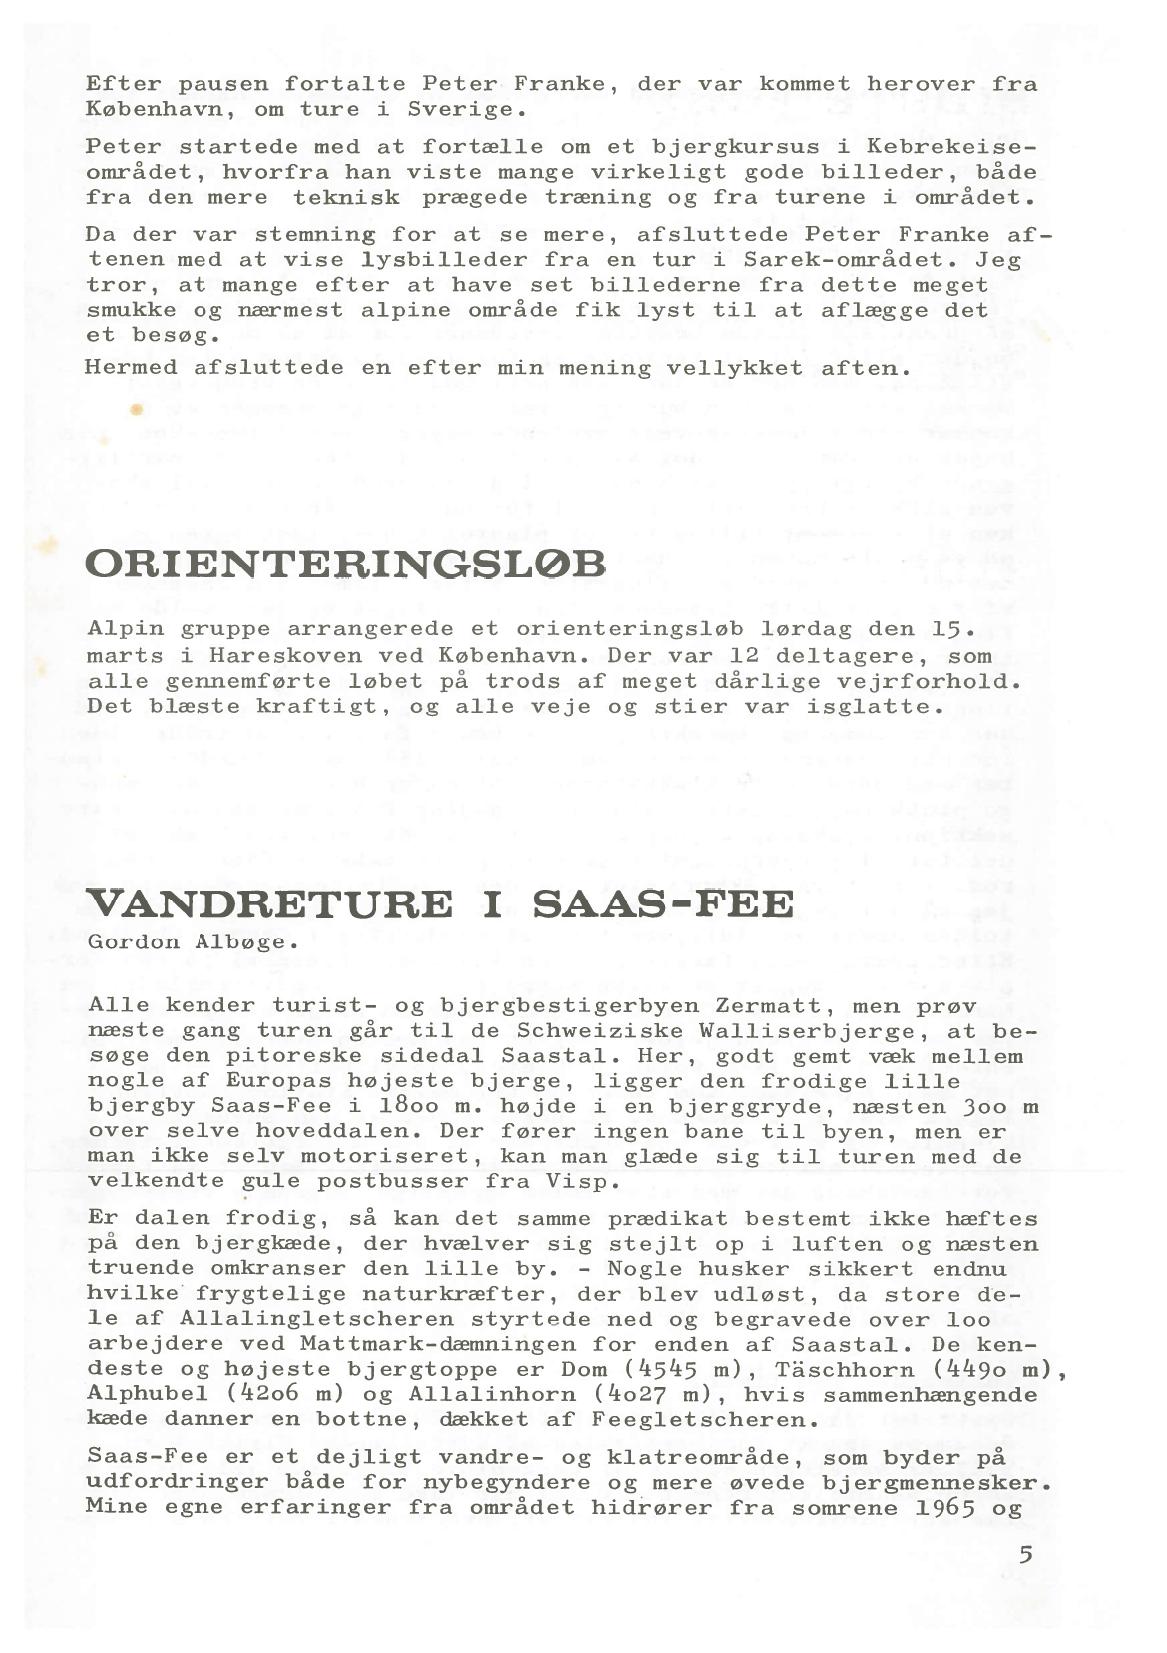 Efter pausen fortalte Peter Franke, der var kommet herover fra
København, om ture i Sverige.
Peter startede med at fortælle om et bjergkursus i Kebrekeise-
området, hvorfra han viste mange virkeligt gode billeder, både
fra den mere teknisk prægede træning og fra turene i området.
Da der var stemning for at se mere, afsluttede Peter Franke af-
tenen med at vise lysbilleder fra en tur i Sarek-området. Jeg
tror, at mange efter at have set billederne fra dette meget
smukke og nærmest alpine område fik lyst til at aflægge det
et besøg.
Hermed afsluttede en efter min mening vellykket aften.
ORIENTERINGSLØB
Alpin gruppe arrangerede et orienteringsløb lørdag den 15.
marts i Hareskoven ved København. Der var 12 deltagere, som
alle gennemførte løbet på trods af meget dårlige vejrforhold.
Det blæste kraftigt, og alle veje og stier var isglatte.
VANDRETURE I SAAS-FEE
Gordon Albøge.
Alle kender turist- og bjergbestigerbyen Zermatt, men prøv
næste gang turen går til de Schweiziske Walliserbjerge, at be-
søge den pitoreske sidedal Saastal. Her, godt gemt væk mellem
nogle af Europas højeste bjerge, ligger den frodige lille
bjergby Saas-Fee i 18oo m. højde i en bjerggryde, næsten 3oo m
over selve hoveddalen. Der fører ingen bane til byen, men er
man ikke selv motoriseret, kan man glæde sig til turen med de
velkendte gule postbusser fra Visp.
Er dalen frodig, så kan det samme prædikat bestemt ikke hæftes
på den bjergkæde, der hvælver sig stejlt op i luften og næsten
truende omkranser den lille by. - Nogle husker sikkert endnu
hvilke frygtelige naturkræfter, der blev udløst, da store de-
le af Allalingletscheren styrtede ned og begravede over loo
arbejdere ved Mattmark-dæmningen for enden af Saastal. De ken-
deste og højeste bjergtoppe er Dom (4545 m), Täschhorn (449o m),
Alphubel (42o6 m) og Allalinhorn (4o27 m), hvis sammenhængende
kæde danner en bottne, dækket af Feegletscheren.
Saas-Fee er et dejligt vandre- og klatreområde, som byder på
udfordringer både for nybegyndere og mere øvede bjergmennesker.
Mine egne erfaringer fra området hidrører fra somrene 1965 og
5